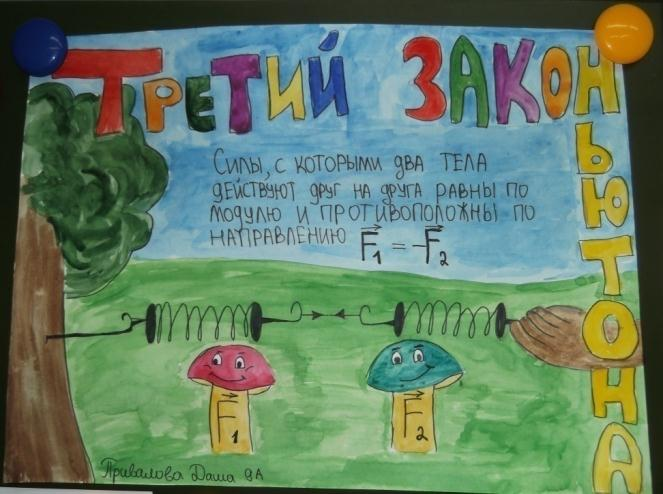 ТРЕТИЙ ЗАКОН
НЬЮТОНА
Силы, с которыми два тела
действуют друг на друга равны по
модулю и противоположны по
направлению F₁ = -F₂
F₁ F₂
Привалова Даша 9А